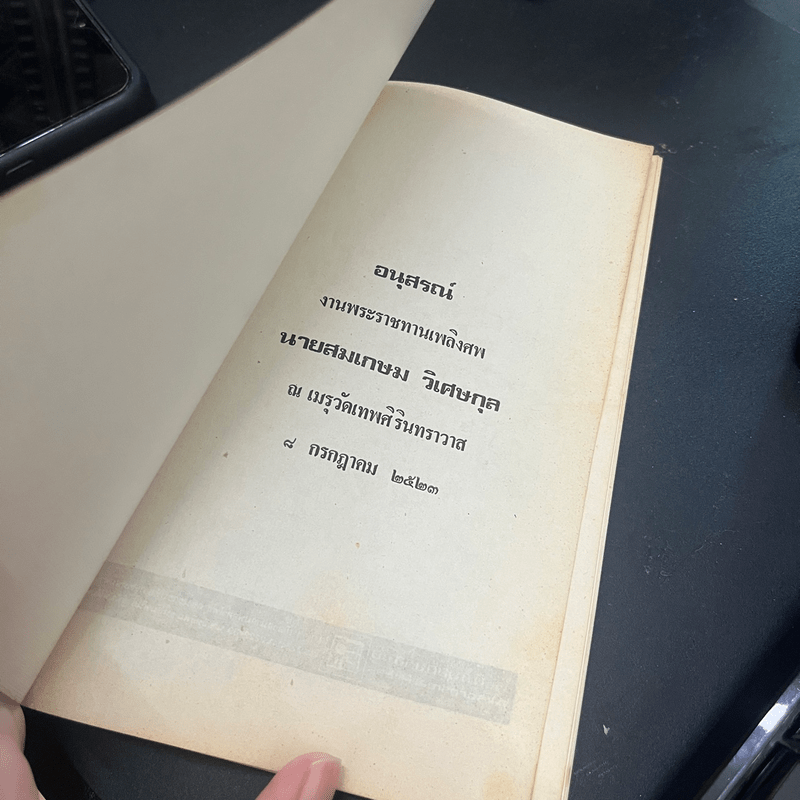 อนุสรณ์
งานพระราชทานเพลิงศพ
นายสมเกษม วิเศษกุล
ณ เมรุวัดเทพศิรินทราวาส
๘ กรกฎาคม ๒๕๒๓